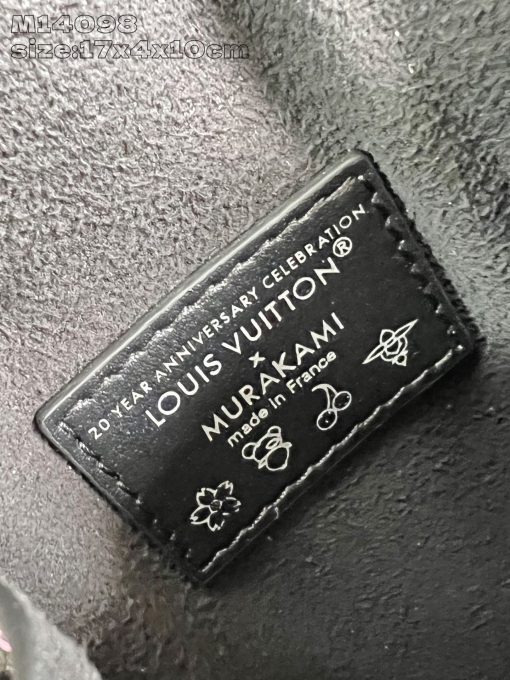 M14098
size:17x4x10cm
20 YEAR ANNIVERSARY CELEBRATION
LOUIS VUITTON®
×
MURAKAMI
made in France